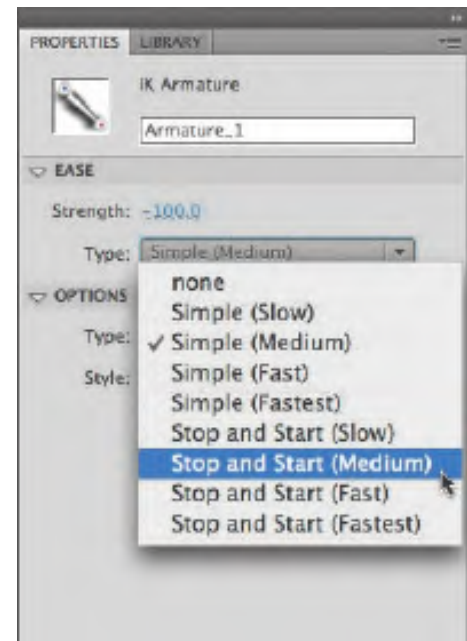 PROPERTIES LIBRARY
IK Armature
Armature_1
EASE
Strength: -100.0
Type: Simple (Medium)
OPTIONS
Type:
Style:
none
Simple (Slow)
✓ Simple (Medium)
Simple (Fast)
Simple (Fastest)
Stop and Start (Slow)
Stop and Start (Medium)
Stop and Start (Fast)
Stop and Start (Fastest)